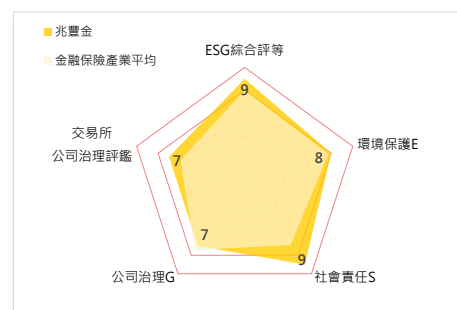 兆豐金
金融保險產業平均
ESG綜合評等
9
環境保護E
8
社會責任S
9
公司治理G
7
交易所
公司治理評鑑
7